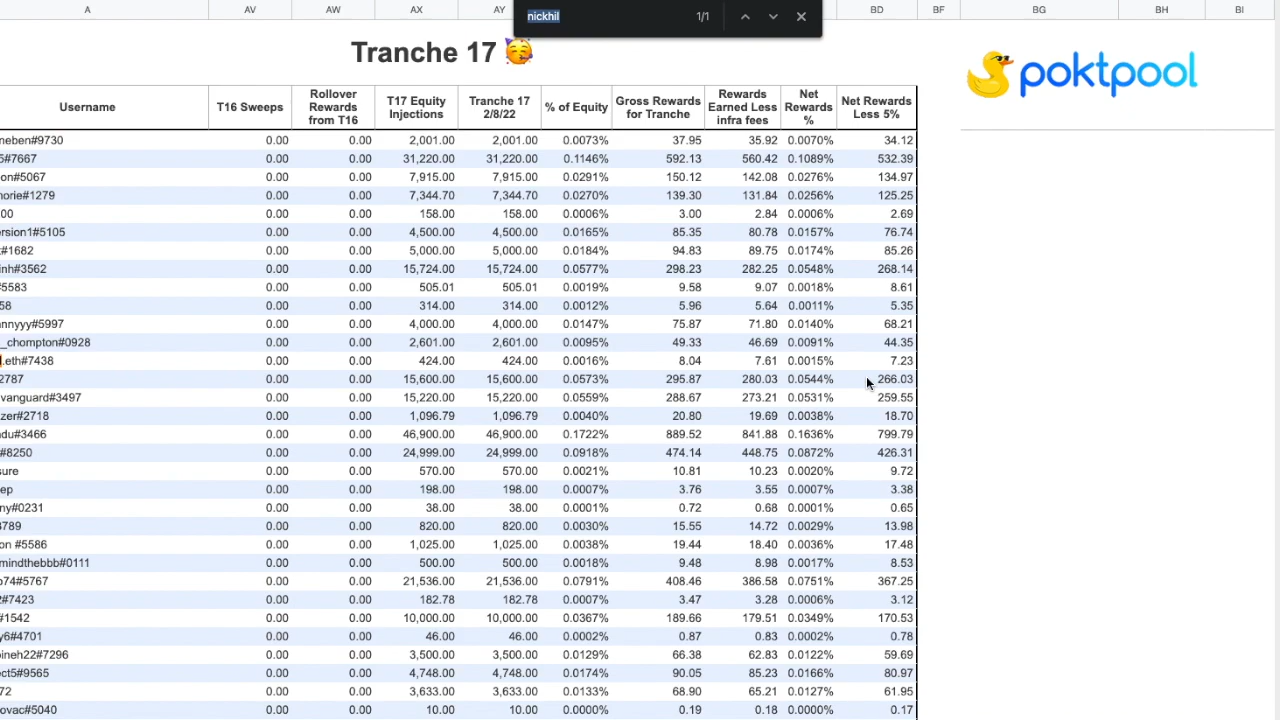 A AV AW AX AY BD BF BG BH BI
nickhil 1/1
Tranche 17
poktpool
Username T16 Sweeps Rollover Rewards from T16 T17 Equity Injections Tranche 17 2/8/22 % of Equity Gross Rewards for Tranche Rewards Earned Less infra fees Net Rewards % Net Rewards Less 5%
neben#9730 0.00 0.00 2,001.00 2,001.00 0.0073% 37.95 35.92 0.0070% 34.12
5#7667 0.00 0.00 31,220.00 31,220.00 0.1146% 592.13 560.42 0.1089% 532.39
on#5067 0.00 0.00 7,915.00 7,915.00 0.0291% 150.12 142.08 0.0276% 134.97
norie#1279 0.00 0.00 7,344.70 7,344.70 0.0270% 139.30 131.84 0.0256% 125.25
00 0.00 0.00 158.00 158.00 0.0006% 3.00 2.84 0.0006% 2.69
ersion1#5105 0.00 0.00 4,500.00 4,500.00 0.0165% 85.35 80.78 0.0157% 76.74
#1682 0.00 0.00 5,000.00 5,000.00 0.0184% 94.83 89.75 0.0174% 85.26
inh#3562 0.00 0.00 15,724.00 15,724.00 0.0577% 298.23 282.25 0.0548% 268.14
#5583 0.00 0.00 505.01 505.01 0.0019% 9.58 9.07 0.0018% 8.61
58 0.00 0.00 314.00 314.00 0.0012% 5.96 5.64 0.0011% 5.35
nnyyy#5997 0.00 0.00 4,000.00 4,000.00 0.0147% 75.87 71.80 0.0140% 68.21
_chompton#0928 0.00 0.00 2,601.00 2,601.00 0.0095% 49.33 46.69 0.0091% 44.35
l.eth#7438 0.00 0.00 424.00 424.00 0.0016% 8.04 7.61 0.0015% 7.23
2787 0.00 0.00 15,600.00 15,600.00 0.0573% 295.87 280.03 0.0544% 266.03
vanguard#3497 0.00 0.00 15,220.00 15,220.00 0.0559% 288.67 273.21 0.0531% 259.55
zer#2718 0.00 0.00 1,096.79 1,096.79 0.0040% 20.80 19.69 0.0038% 18.70
adu#3466 0.00 0.00 46,900.00 46,900.00 0.1722% 889.52 841.88 0.1636% 799.79
#8250 0.00 0.00 24,999.00 24,999.00 0.0918% 474.14 448.75 0.0872% 426.31
sure 0.00 0.00 570.00 570.00 0.0021% 10.81 10.23 0.0020% 9.72
ep 0.00 0.00 198.00 198.00 0.0007% 3.76 3.55 0.0007% 3.38
ny#0231 0.00 0.00 38.00 38.00 0.0001% 0.72 0.68 0.0001% 0.65
4789 0.00 0.00 820.00 820.00 0.0030% 15.55 14.72 0.0029% 13.98
on #5586 0.00 0.00 1,025.00 1,025.00 0.0038% 19.44 18.40 0.0036% 17.48
mindthebbb#0111 0.00 0.00 500.00 500.00 0.0018% 9.48 8.98 0.0017% 8.53
o74#5767 0.00 0.00 21,536.00 21,536.00 0.0791% 408.46 386.58 0.0751% 367.25
2#7423 0.00 0.00 182.78 182.78 0.0007% 3.47 3.28 0.0006% 3.12
#1542 0.00 0.00 10,000.00 10,000.00 0.0367% 189.66 179.51 0.0349% 170.53
y6#4701 0.00 0.00 46.00 46.00 0.0002% 0.87 0.83 0.0002% 0.78
pineh22#7296 0.00 0.00 3,500.00 3,500.00 0.0129% 66.38 62.83 0.0122% 59.69
ect5#9565 0.00 0.00 4,748.00 4,748.00 0.0174% 90.05 85.23 0.0166% 80.97
72 0.00 0.00 3,633.00 3,633.00 0.0133% 68.90 65.21 0.0127% 61.95
ovac#5040 0.00 0.00 10.00 10.00 0.0000% 0.19 0.18 0.0000% 0.17